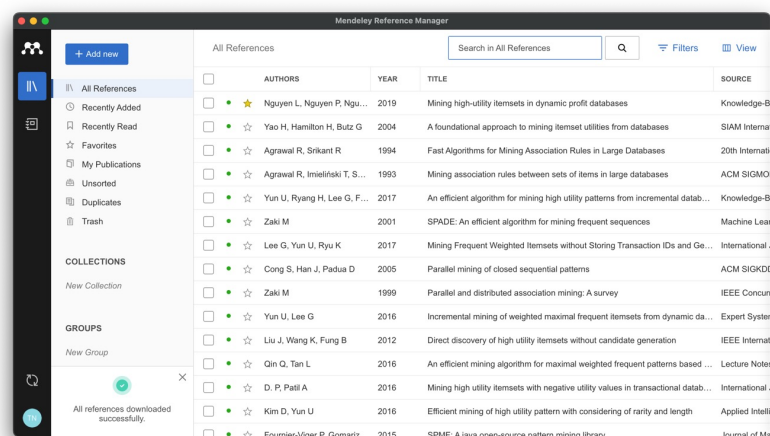 Mendeley Reference Manager
+ Add new
All References
Search in All References
Filters
View
All References
Recently Added
Recently Read
Favorites
My Publications
Unsorted
Duplicates
Trash
COLLECTIONS
New Collection
GROUPS
New Group
All references downloaded
successfully.
TN
AUTHORS YEAR TITLE SOURCE
Nguyen L, Nguyen P, Ngu... 2019 Mining high-utility itemsets in dynamic profit databases Knowledge-B
Yao H, Hamilton H, Butz G 2004 A foundational approach to mining itemset utilities from databases SIAM Interna
Agrawal R, Srikant R 1994 Fast Algorithms for Mining Association Rules in Large Databases 20th Internati
Agrawal R, Imieliński T, S... 1993 Mining association rules between sets of items in large databases ACM SIGMO
Yun U, Ryang H, Lee G, F... 2017 An efficient algorithm for mining high utility patterns from incremental datab... Knowledge-B
Zaki M 2001 SPADE: An efficient algorithm for mining frequent sequences Machine Lear
Lee G, Yun U, Ryu K 2017 Mining Frequent Weighted Itemsets without Storing Transaction IDs and Ge... International
Cong S, Han J, Padua D 2005 Parallel mining of closed sequential patterns ACM SIGKDD
Zaki M 1999 Parallel and distributed association mining: A survey IEEE Concurr
Yun U, Lee G 2016 Incremental mining of weighted maximal frequent itemsets from dynamic da... Expert System
Liu J, Wang K, Fung B 2012 Direct discovery of high utility itemsets without candidate generation IEEE Internat
Qin Q, Tan L 2016 An efficient mining algorithm for maximal weighted frequent patterns based ... Lecture Notes
D. P, Patil A 2016 Mining high utility itemsets with negative utility values in transactional datab... International
Kim D, Yun U 2016 Efficient mining of high utility pattern with considering of rarity and length Applied Intelli
Fournier-Viger P, Gomariz 2015 SPMF: A java open-source pattern mining library Journal of Ma